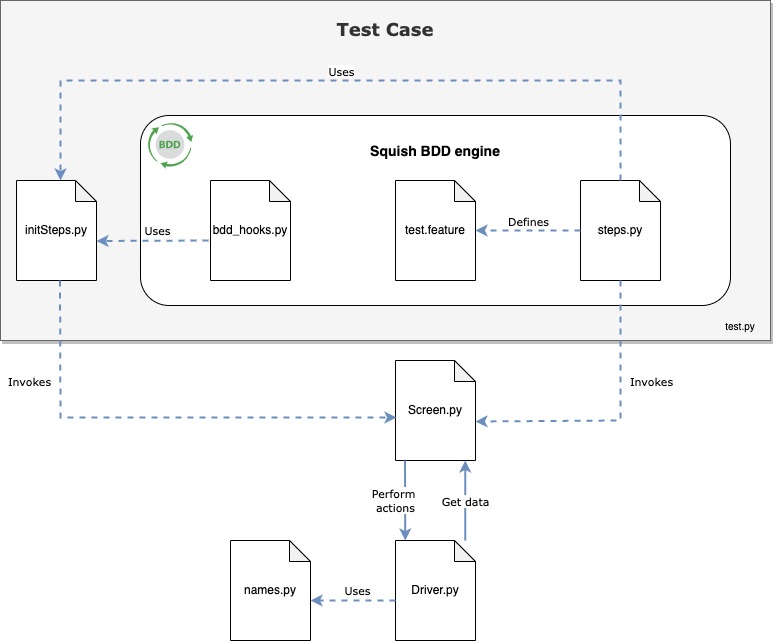 Test Case
Uses
BDD
Squish BDD engine
initSteps.py
Uses
bdd_hooks.py
test.feature
Defines
steps.py
test.py
Invokes
Screen.py
Invokes
Perform
actions
Get data
names.py
Uses
Driver.py